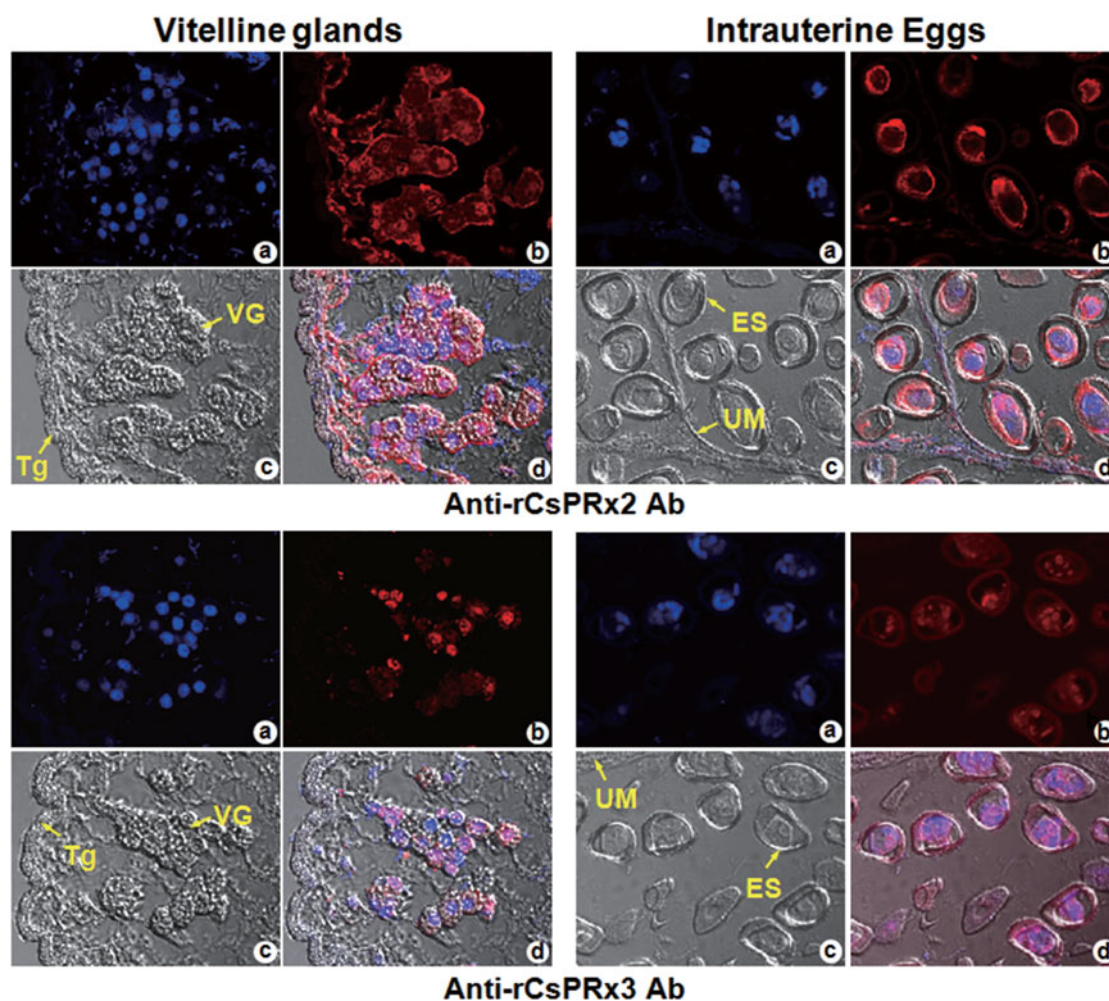 Vitelline glands
Intrauterine Eggs
a
b
a
b
VG
Tg
c
d
ES
UM
c
d
Anti-rCsPRx2 Ab
a
b
a
b
VG
Tg
c
d
UM
ES
c
d
Anti-rCsPRx3 Ab